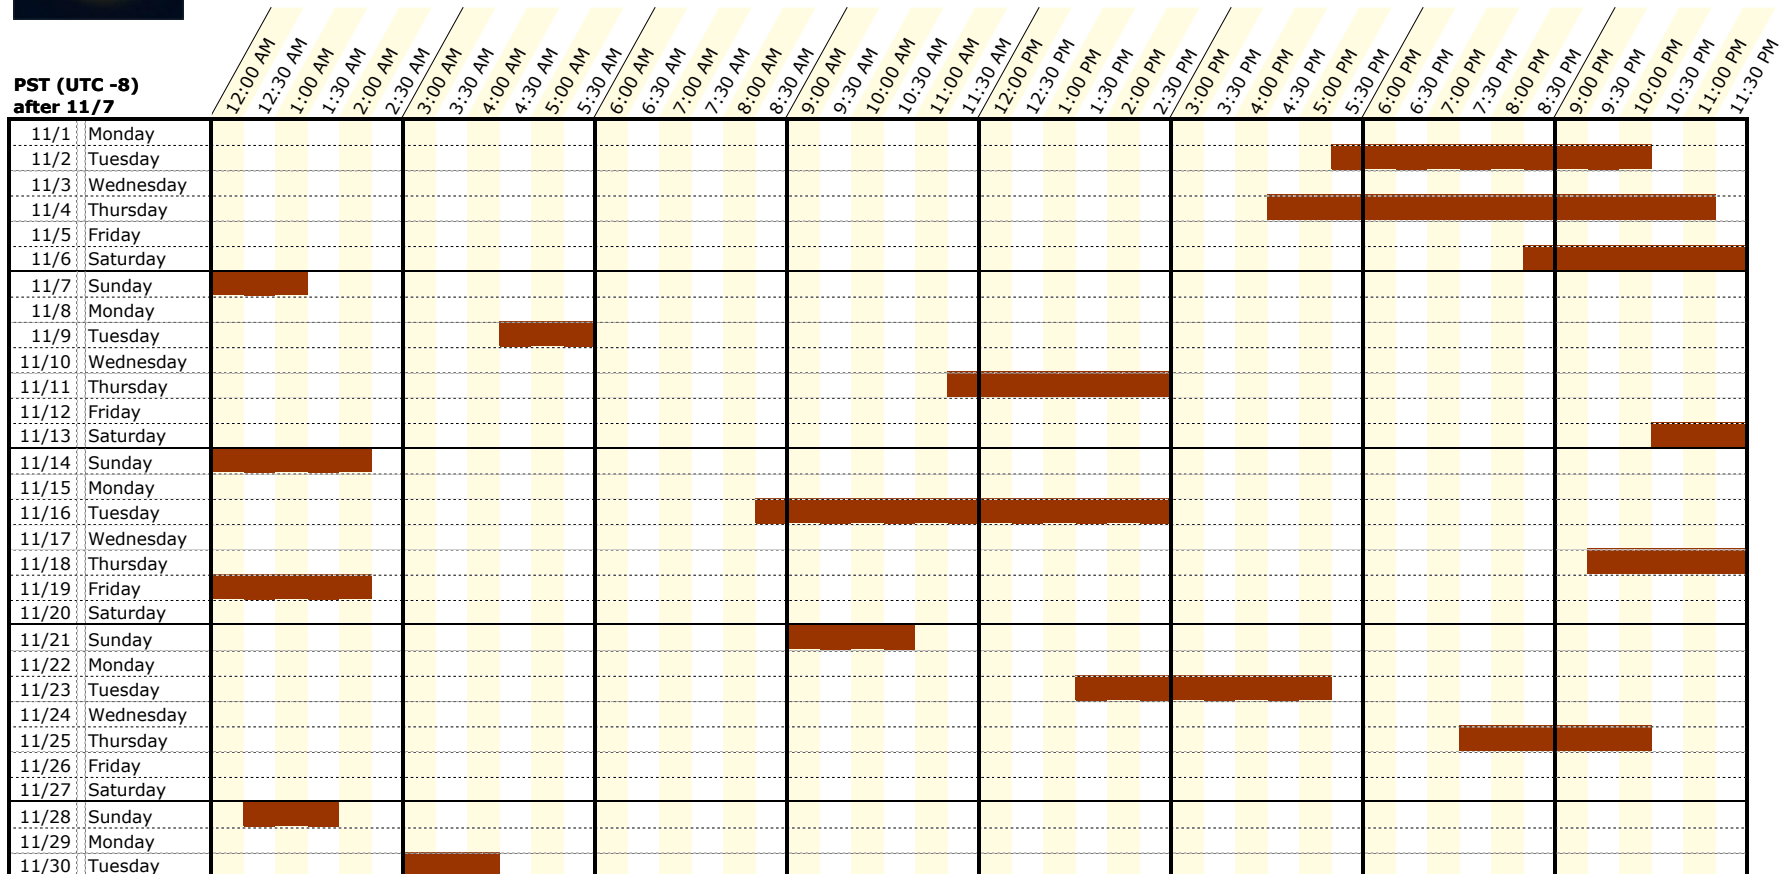 12:00 AM 12:30 AM 1:00 AM 1:30 AM 2:00 AM 2:30 AM 3:00 AM 3:30 AM 4:00 AM 4:30 AM 5:00 AM 5:30 AM 6:00 AM 6:30 AM 7:00 AM 7:30 AM 8:00 AM 8:30 AM 9:00 AM 9:30 AM 10:00 AM 10:30 AM 11:00 AM 11:30 AM 12:00 PM 12:30 PM 1:00 PM 1:30 PM 2:00 PM 2:30 PM 3:00 PM 3:30 PM 4:00 PM 4:30 PM 5:00 PM 5:30 PM 6:00 PM 6:30 PM 7:00 PM 7:30 PM 8:00 PM 8:30 PM 9:00 PM 9:30 PM 10:00 PM 10:30 PM 11:00 PM 11:30 PM
PST (UTC -8)
after 11/7
11/1 Monday
11/2 Tuesday
11/3 Wednesday
11/4 Thursday
11/5 Friday
11/6 Saturday
11/7 Sunday
11/8 Monday
11/9 Tuesday
11/10 Wednesday
11/11 Thursday
11/12 Friday
11/13 Saturday
11/14 Sunday
11/15 Monday
11/16 Tuesday
11/17 Wednesday
11/18 Thursday
11/19 Friday
11/20 Saturday
11/21 Sunday
11/22 Monday
11/23 Tuesday
11/24 Wednesday
11/25 Thursday
11/26 Friday
11/27 Saturday
11/28 Sunday
11/29 Monday
11/30 Tuesday